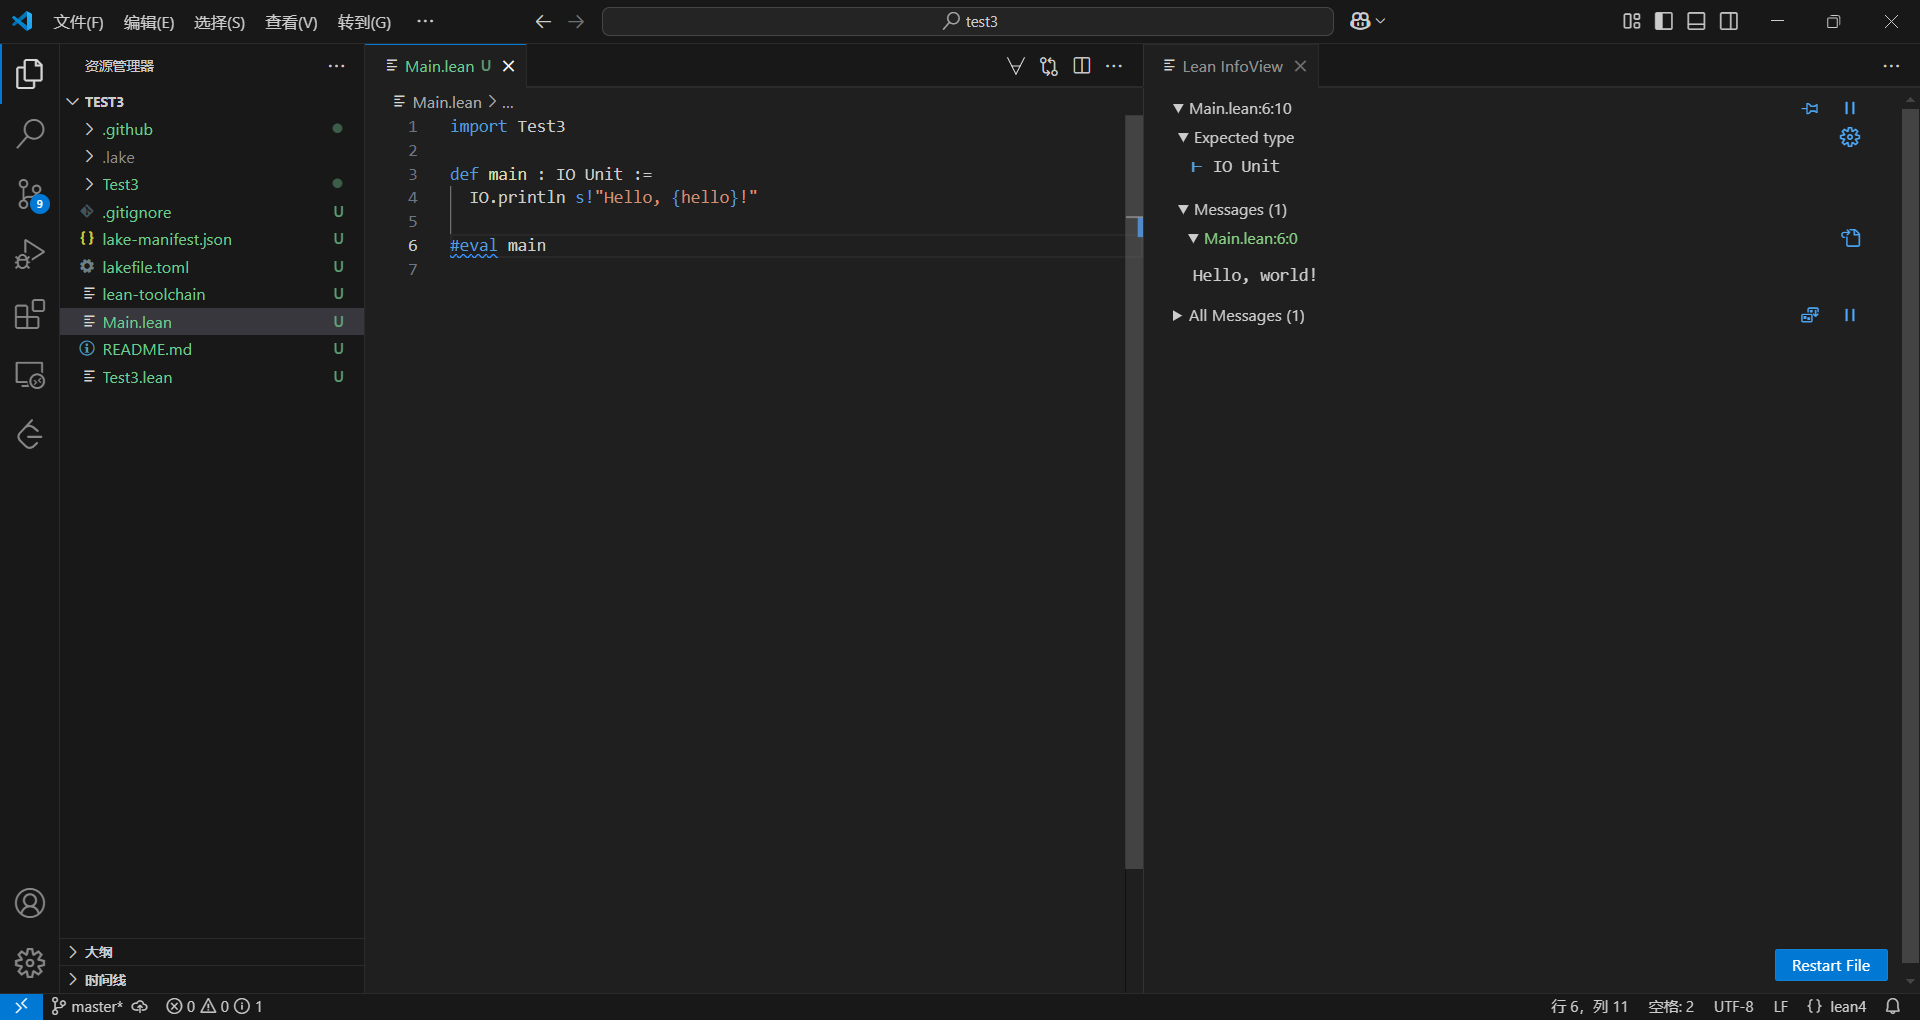 文件(F) 编辑(E) 选择(S) 查看(V) 转到(G) ··· test3
资源管理器 ···
TEST3
.github
.lake
Test3
.gitignore U
{} lake-manifest.json U
lakefile.toml U
lean-toolchain U
Main.lean U
README.md U
Test3.lean U
大纲
时间线
Main.lean U
Main.lean > ...
1 import Test3
2
3 def main : IO Unit :=
4 IO.println s!"Hello, {hello}!"
5
6 #eval main
7
Lean InfoView
Main.lean:6:10
Expected type
⊢ IO Unit
Messages (1)
Main.lean:6:0
Hello, world!
All Messages (1)
Restart File
9
master* 0 0 1 行 6，列 11 空格: 2 UTF-8 LF {} lean4